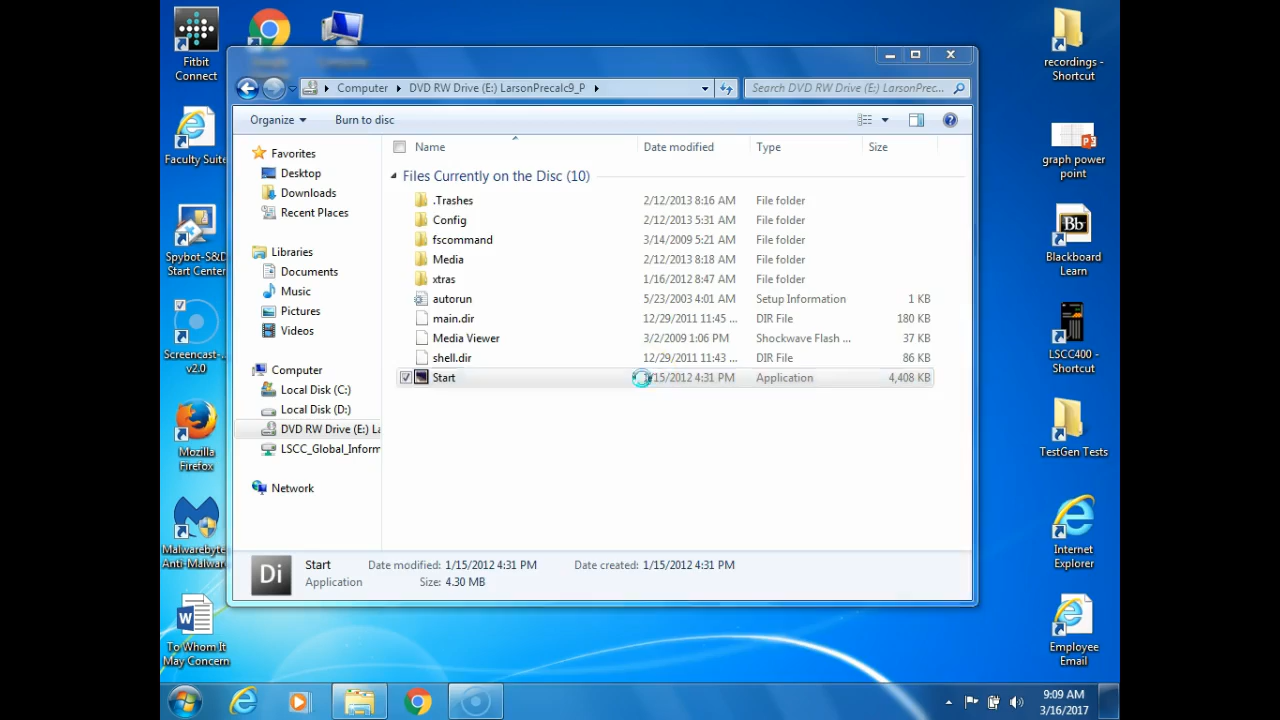 Fitbit
Connect
Faculty Suite
Spybot-S&D
Start Center
Screencast-...
v2.0
Mozilla
Firefox
Malwarebyte
Anti-Malwar
To Whom It
May Concern
Computer ▸ DVD RW Drive (E:) LarsonPrecalc9_P ▸
Search DVD RW Drive (E:) LarsonPrec...
Organize
Burn to disc
Favorites
Desktop
Downloads
Recent Places
Libraries
Documents
Music
Pictures
Videos
Computer
Local Disk (C:)
Local Disk (D:)
DVD RW Drive (E:) La
LSCC_Global_Inform
Network
Name Date modified Type Size
Files Currently on the Disc (10)
.Trashes 2/12/2013 8:16 AM File folder
Config 2/12/2013 5:31 AM File folder
fscommand 3/14/2009 5:21 AM File folder
Media 2/12/2013 8:18 AM File folder
xtras 1/16/2012 8:47 AM File folder
autorun 5/23/2003 4:01 AM Setup Information 1 KB
main.dir 12/29/2011 11:45 ... DIR File 180 KB
Media Viewer 3/2/2009 1:06 PM Shockwave Flash ... 37 KB
shell.dir 12/29/2011 11:43 ... DIR File 86 KB
Start /15/2012 4:31 PM Application 4,408 KB
Di
Start Date modified: 1/15/2012 4:31 PM Date created: 1/15/2012 4:31 PM
Application Size: 4.30 MB
recordings -
Shortcut
graph power
point
Bb
Blackboard
Learn
LSCC400 -
Shortcut
TestGen Tests
Internet
Explorer
Employee
Email
9:09 AM
3/16/2017